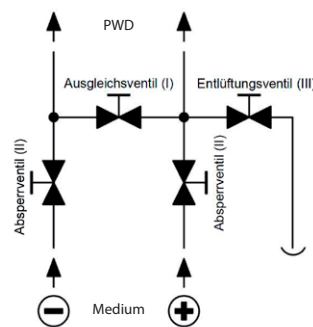 PWD
Ausgleichsventil (I)
Entlüftungsventil (III)
Absperrventil (II)
Absperrventil (II)
Medium